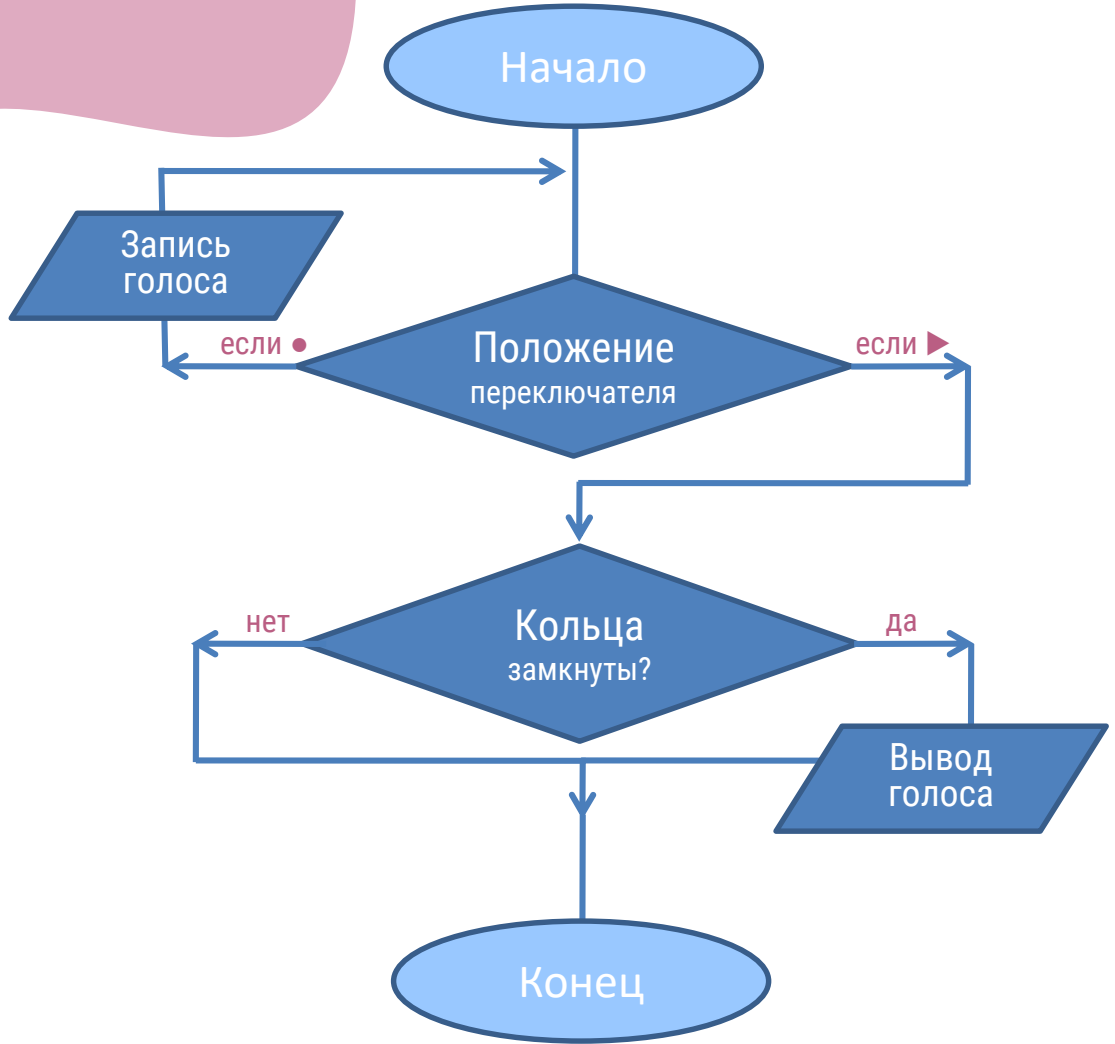 Начало
Запись
голоса
если ●
Положение
переключателя
если ▶
нет
Кольца
замкнуты?
да
Вывод
голоса
Конец